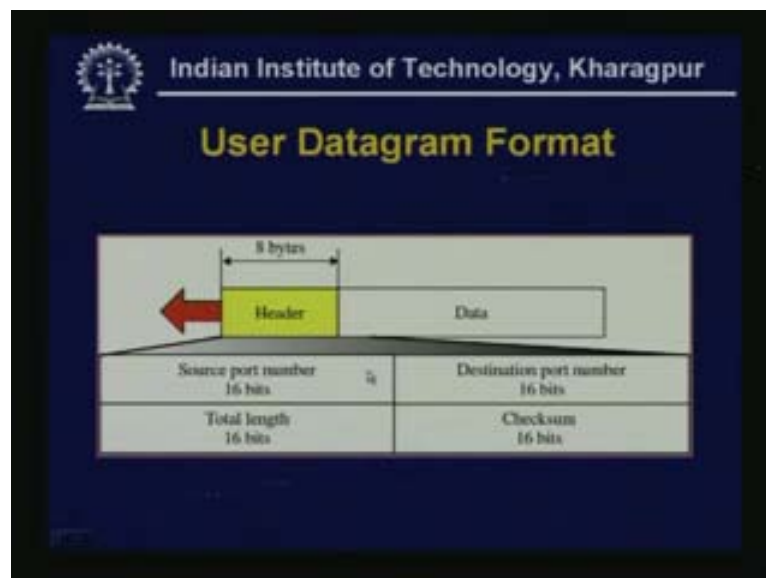 Indian Institute of Technology, Kharagpur
User Datagram Format
8 bytes
Header
Data
Source port number
16 bits
Destination port number
16 bits
Total length
16 bits
Checksum
16 bits